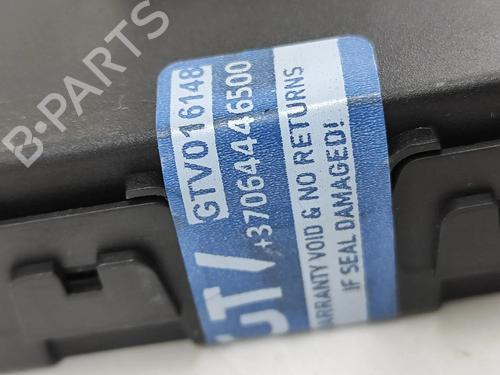 B-PARTS
GTV016148
+37064446500
WARRANTY VOID & NO RETURNS
IF SEAL DAMAGED!